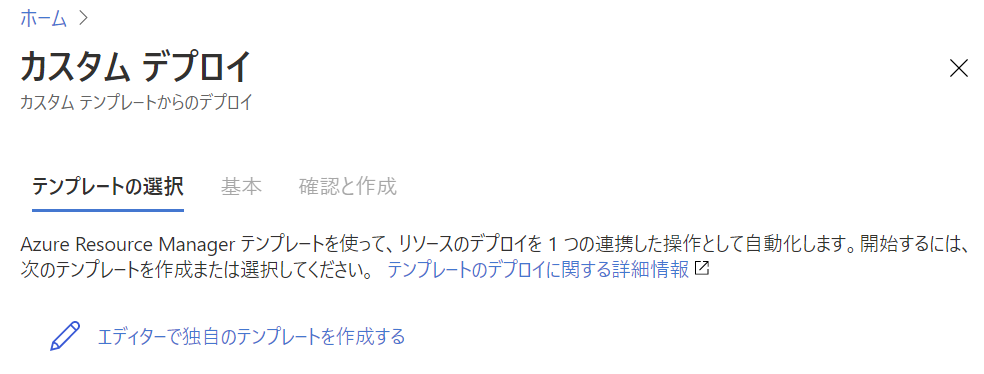 ホーム >
カスタム デプロイ
カスタム テンプレートからのデプロイ
テンプレートの選択 基本 確認と作成
Azure Resource Manager テンプレートを使って、リソースのデプロイを 1 つの連携した操作として自動化します。開始するには、
次のテンプレートを作成または選択してください。 テンプレートのデプロイに関する詳細情報
エディターで独自のテンプレートを作成する